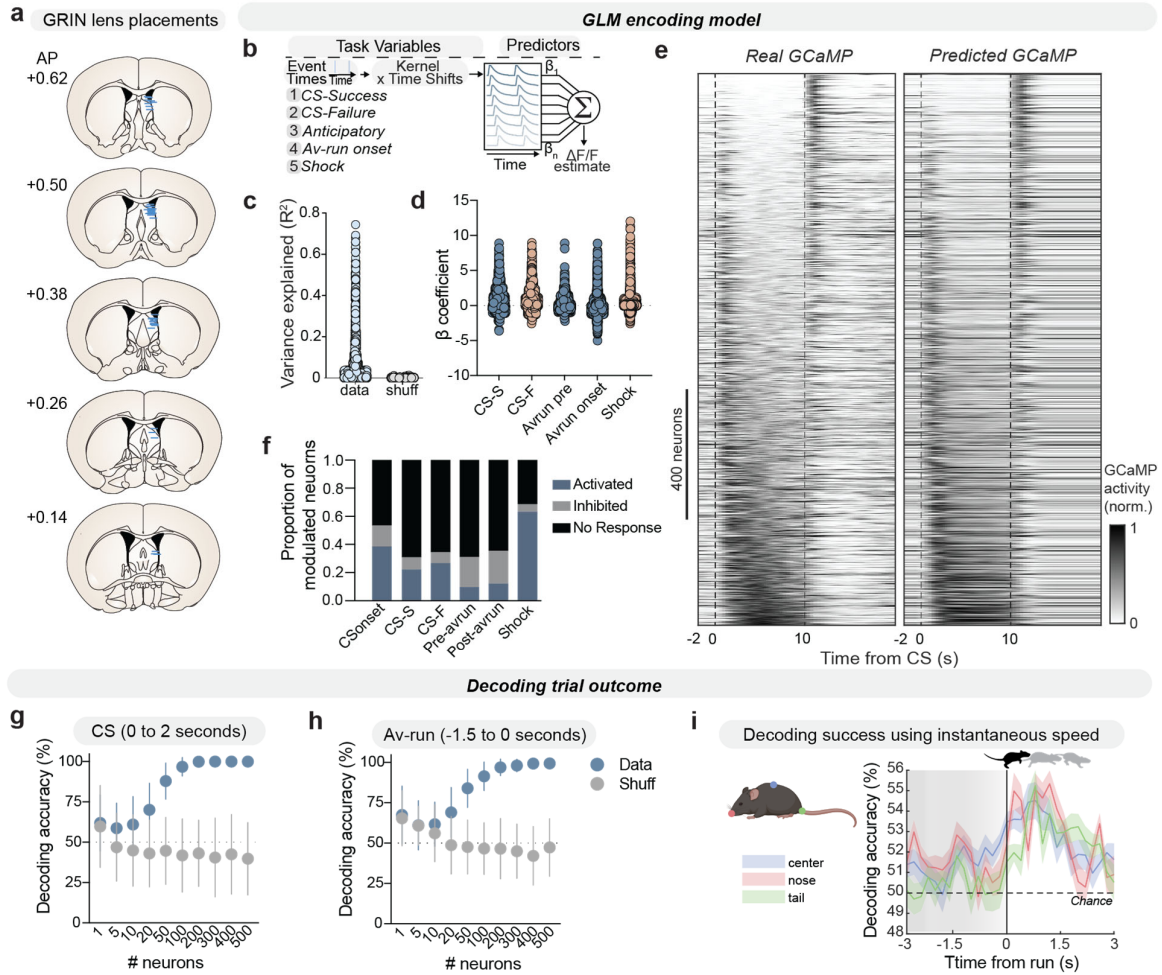 a
GRIN lens placements
AP
+0.62
+0.50
+0.38
+0.26
+0.14
GLM encoding model
b
Task Variables
Predictors
Event
Times
Time
Kernel
x Time Shifts
1 CS-Success
2 CS-Failure
3 Anticipatory
4 Av-run onset
5 Shock
β1
Σ
βn
ΔF/F
estimate
Time
c
Variance explained (R²)
0.8
0.6
0.4
0.2
0
data
shuff
d
β coefficient
15
10
5
0
-5
-10
CS-S
CS-F
Avrun pre
Avrun onset
Shock
e
Real GCaMP
Predicted GCaMP
400 neurons
-2
0
10
-2
0
10
Time from CS (s)
GCaMP
activity
(norm.)
1
0
f
Proportion of
modulated neuorns
1.0
0.8
0.6
0.4
0.2
0.0
CSonset
CS-S
CS-F
Pre-avrun
Post-avrun
Shock
Activated
Inhibited
No Response
Decoding trial outcome
g
CS (0 to 2 seconds)
Decoding accuracy (%)
100
75
50
25
0
1
5
10
20
50
100
200
300
400
500
# neurons
h
Av-run (-1.5 to 0 seconds)
Decoding accuracy (%)
100
75
50
25
0
1
5
10
20
50
100
200
300
400
500
# neurons
Data
Shuff
i
Decoding success using instantaneous speed
center
nose
tail
Decoding accuracy (%)
56
55
54
53
52
51
50
49
48
Chance
-3
-1.5
0
1.5
3
Ttime from run (s)